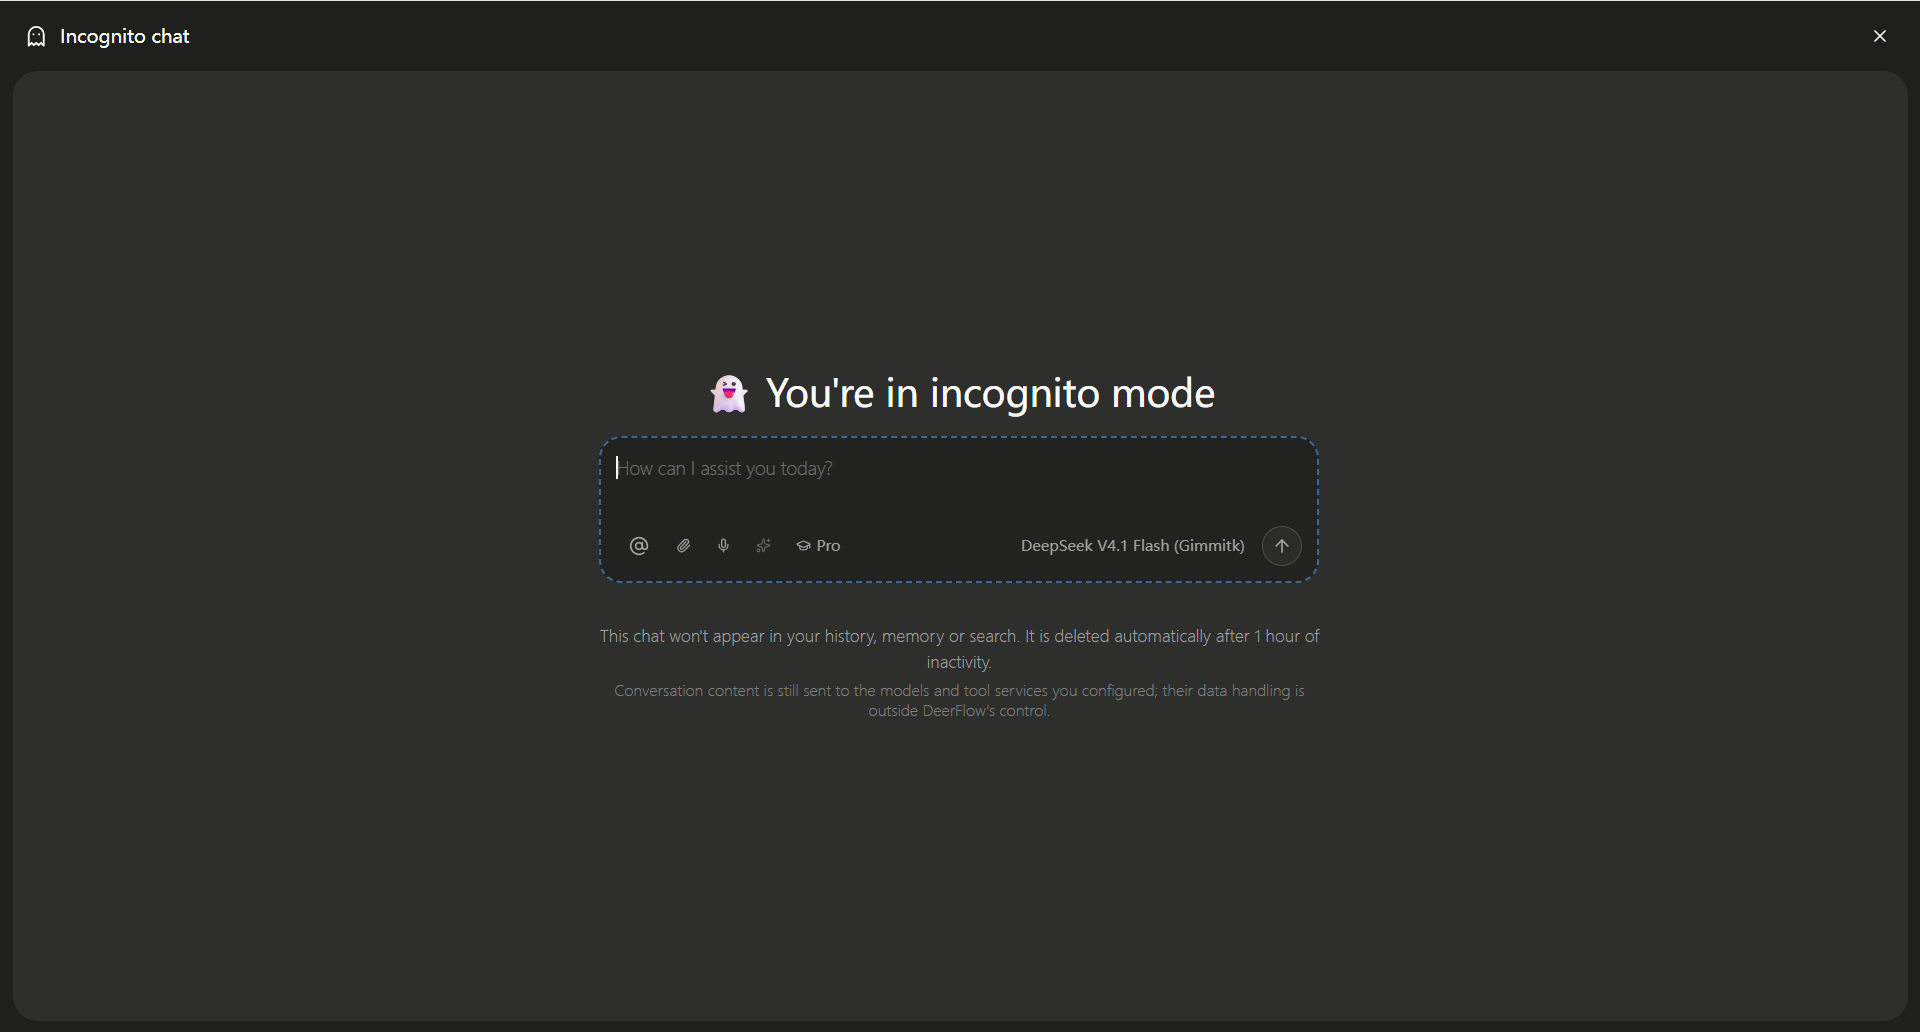 Incognito chat
You're in incognito mode
How can I assist you today?
Pro
DeepSeek V4.1 Flash (Gimmitk)
This chat won't appear in your history, memory or search. It is deleted automatically after 1 hour of
inactivity.
Conversation content is still sent to the models and tool services you configured; their data handling is
outside DeerFlow's control.